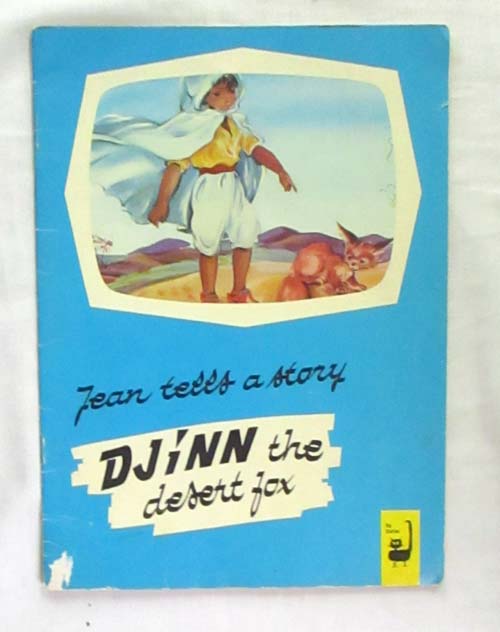 Jean tells a story
DJiNN the
desert fox